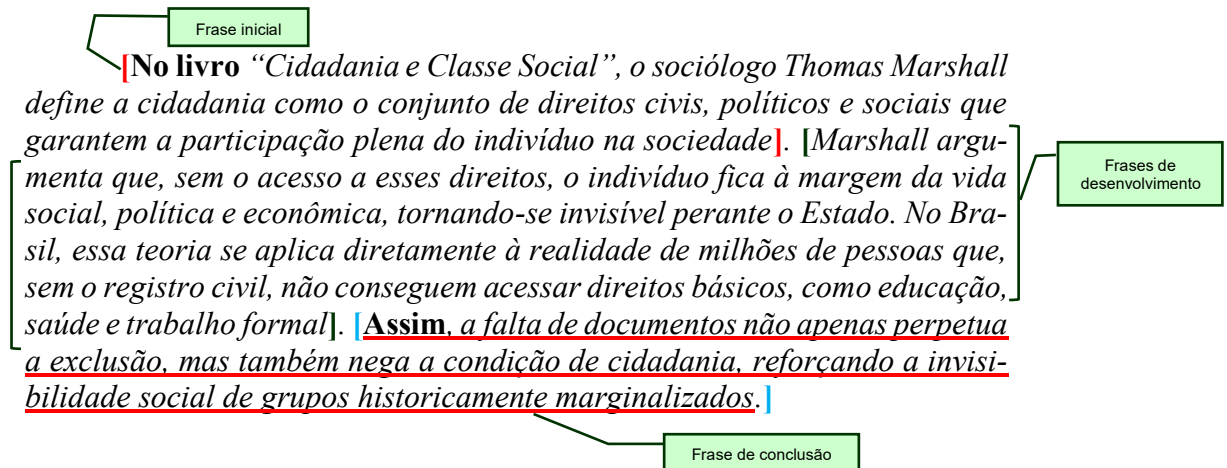 Frase inicial
[No livro “Cidadania e Classe Social”, o sociólogo Thomas Marshall
define a cidadania como o conjunto de direitos civis, políticos e sociais que
garantem a participação plena do indivíduo na sociedade]. [Marshall argu-
menta que, sem o acesso a esses direitos, o indivíduo fica à margem da vida
social, política e econômica, tornando-se invisível perante o Estado. No Bra-
sil, essa teoria se aplica diretamente à realidade de milhões de pessoas que,
sem o registro civil, não conseguem acessar direitos básicos, como educação,
saúde e trabalho formal]. [Assim, a falta de documentos não apenas perpetua
a exclusão, mas também nega a condição de cidadania, reforçando a invisi-
bilidade social de grupos historicamente marginalizados.]
Frases de
desenvolvimento
Frase de conclusão